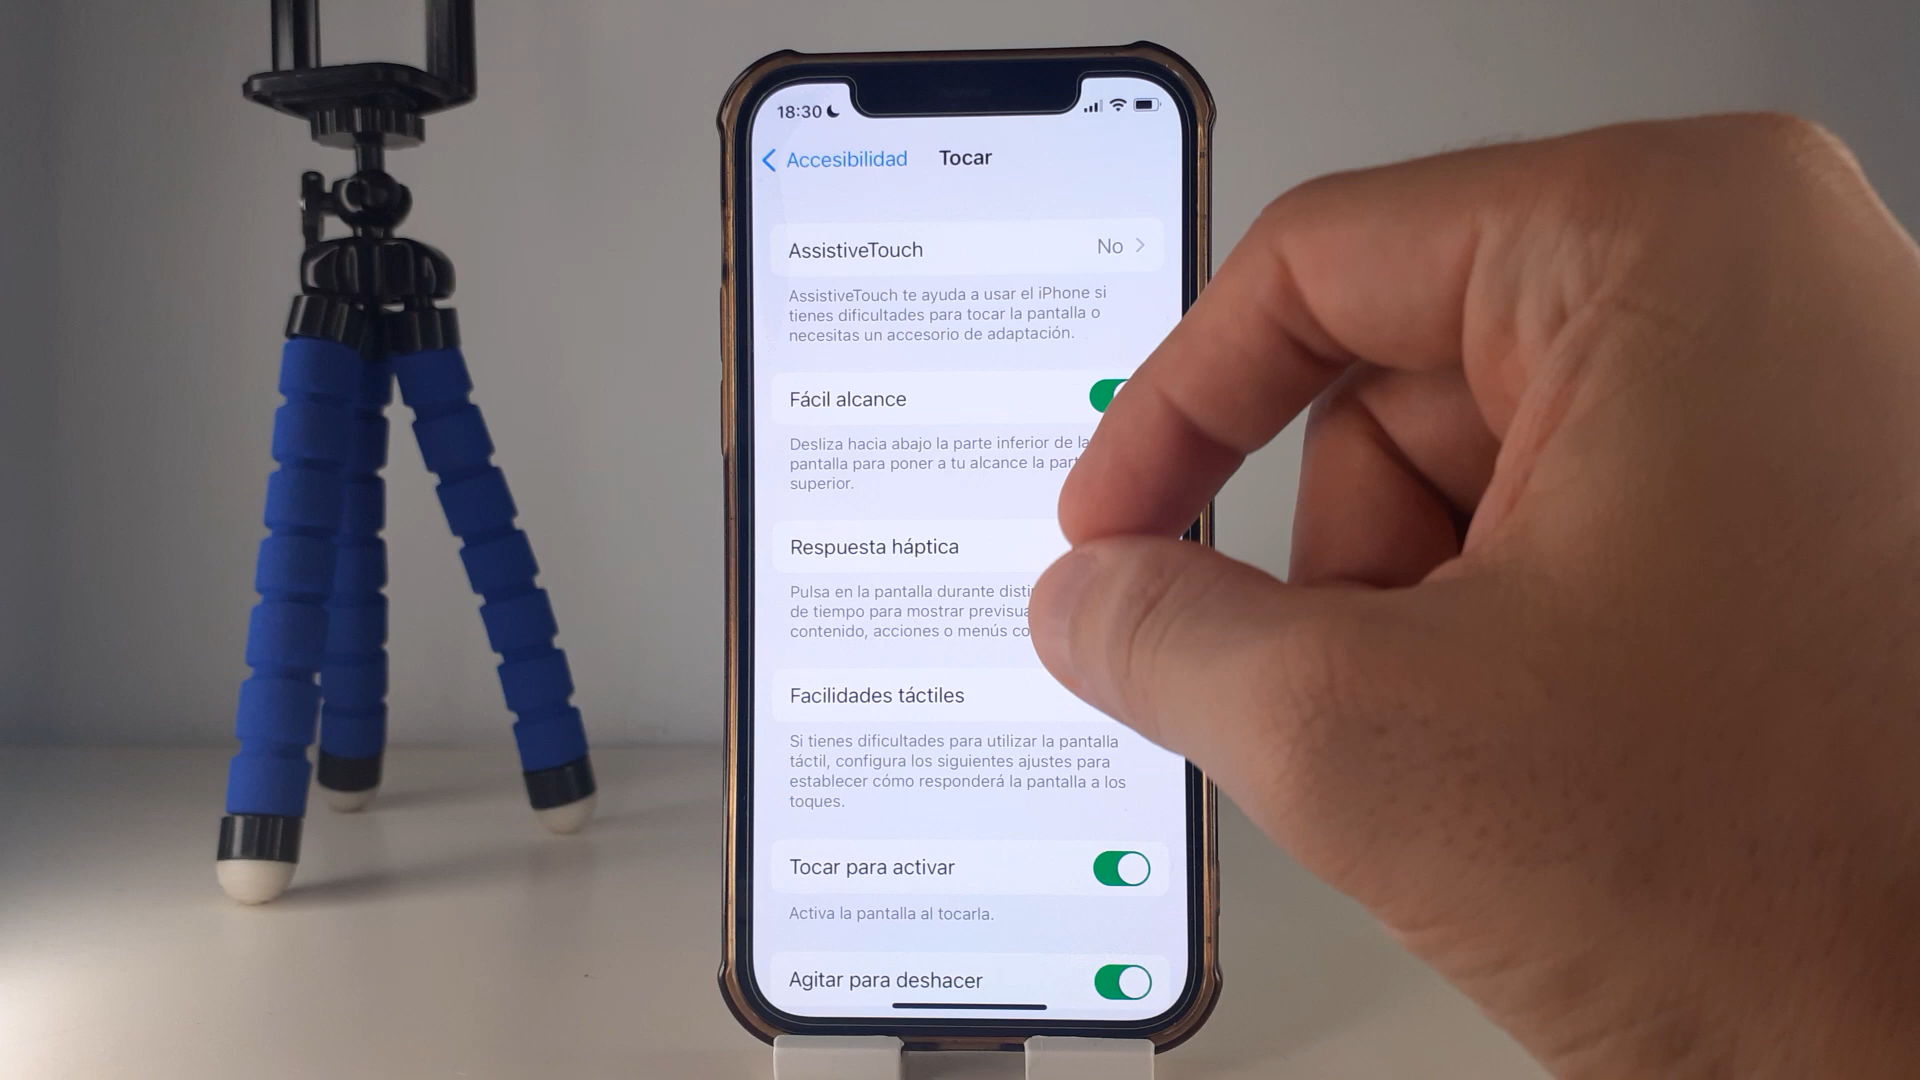 18:30
Accesibilidad Tocar
AssistiveTouch No
AssistiveTouch te ayuda a usar el iPhone si
tienes dificultades para tocar la pantalla o
necesitas un accesorio de adaptación.
Fácil alcance
Desliza hacia abajo la parte inferior de la
pantalla para poner a tu alcance la
superior.
Respuesta háptica
Pulsa en la pantalla durante
de tiempo para mostrar
contenido, acciones o menús
Facilidades táctiles
Si tienes dificultades para utilizar la pantalla
táctil, configura los siguientes ajustes para
establecer cómo responderá la pantalla a los
toques.
Tocar para activar
Activa la pantalla al tocarla.
Agitar para deshacer